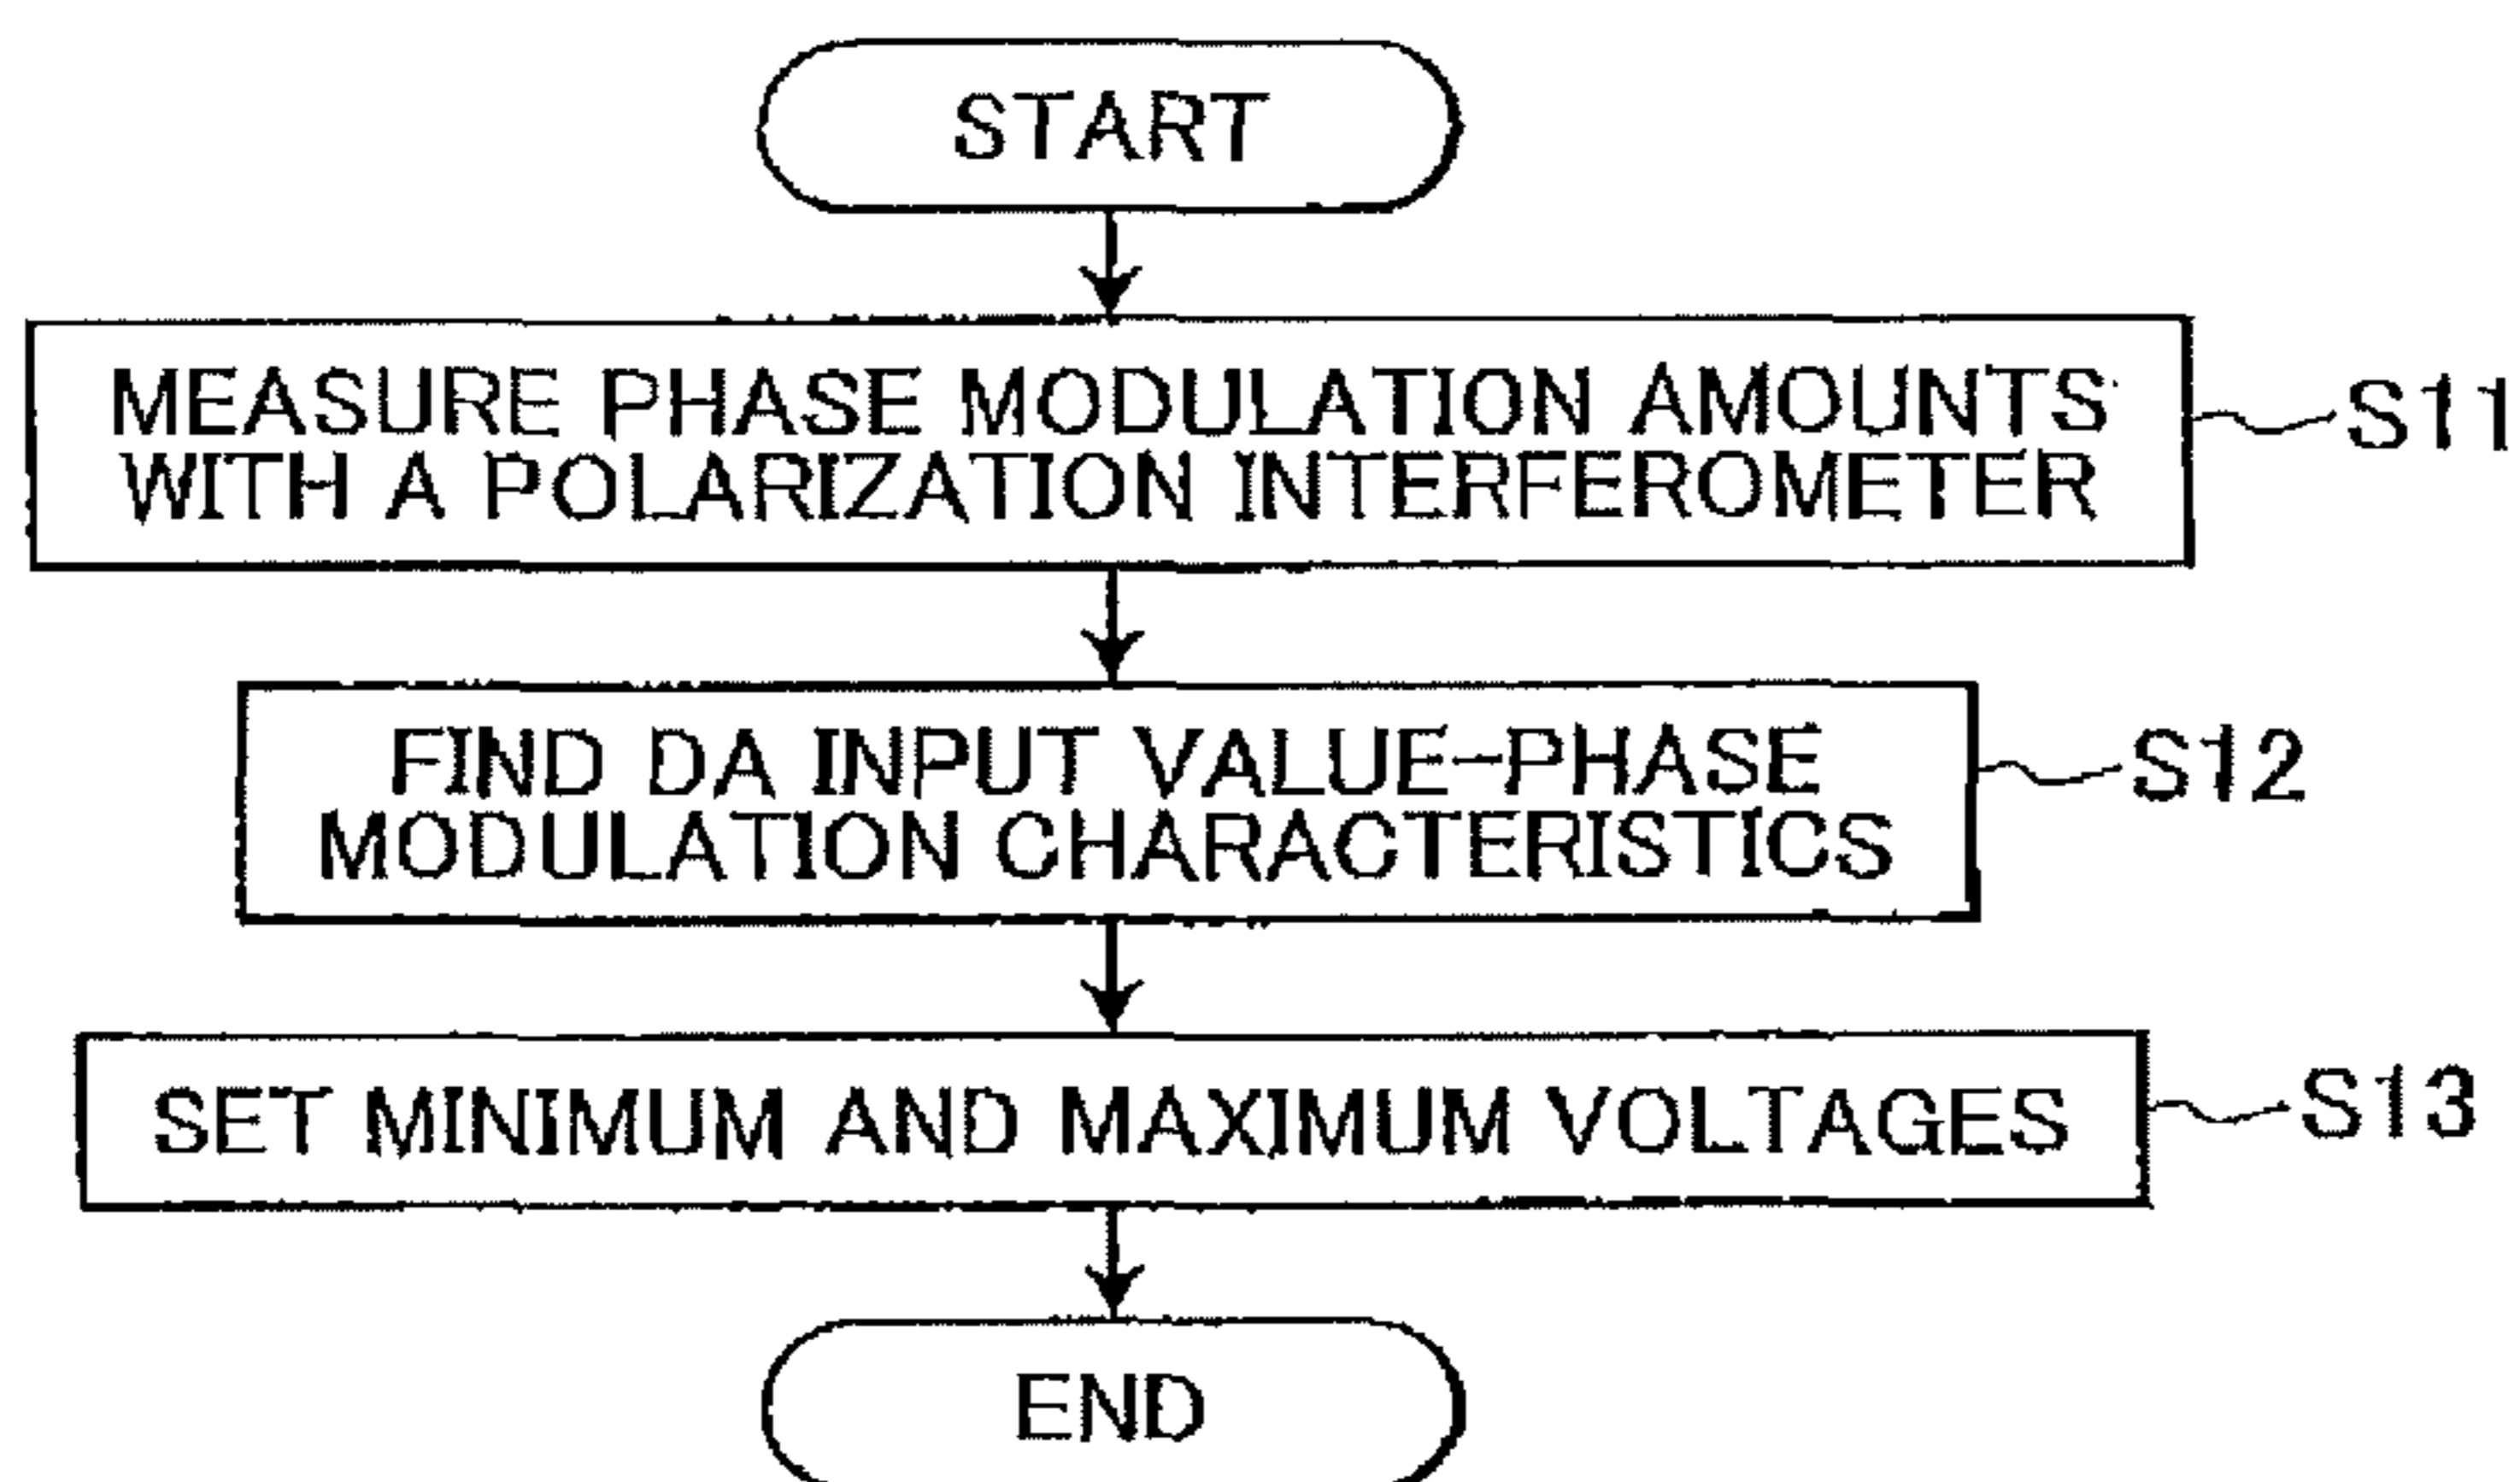 START
MEASURE PHASE MODULATION AMOUNTS
WITH A POLARIZATION INTERFEROMETER
S11
FIND DA INPUT VALUE-PHASE
MODULATION CHARACTERISTICS
S12
SET MINIMUM AND MAXIMUM VOLTAGES
S13
END